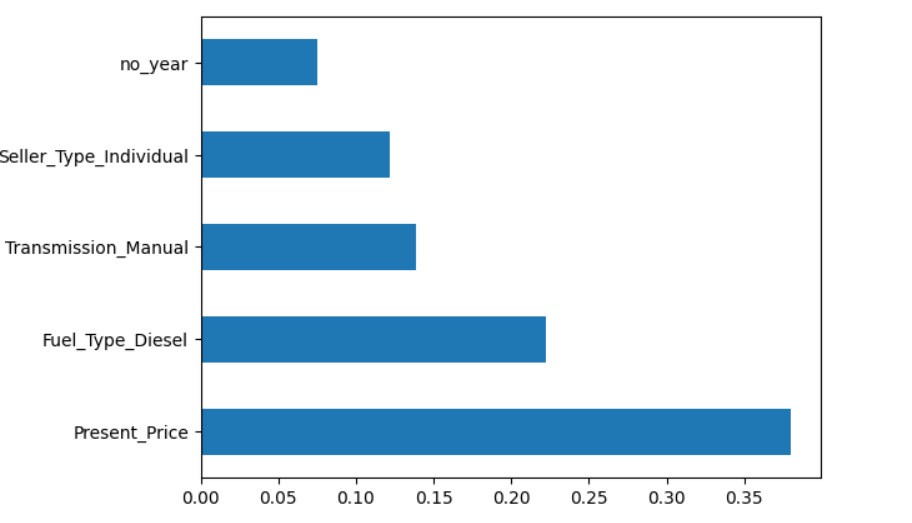 no_year
Seller_Type_Individual
Transmission_Manual
Fuel_Type_Diesel
Present_Price
0.00 0.05 0.10 0.15 0.20 0.25 0.30 0.35